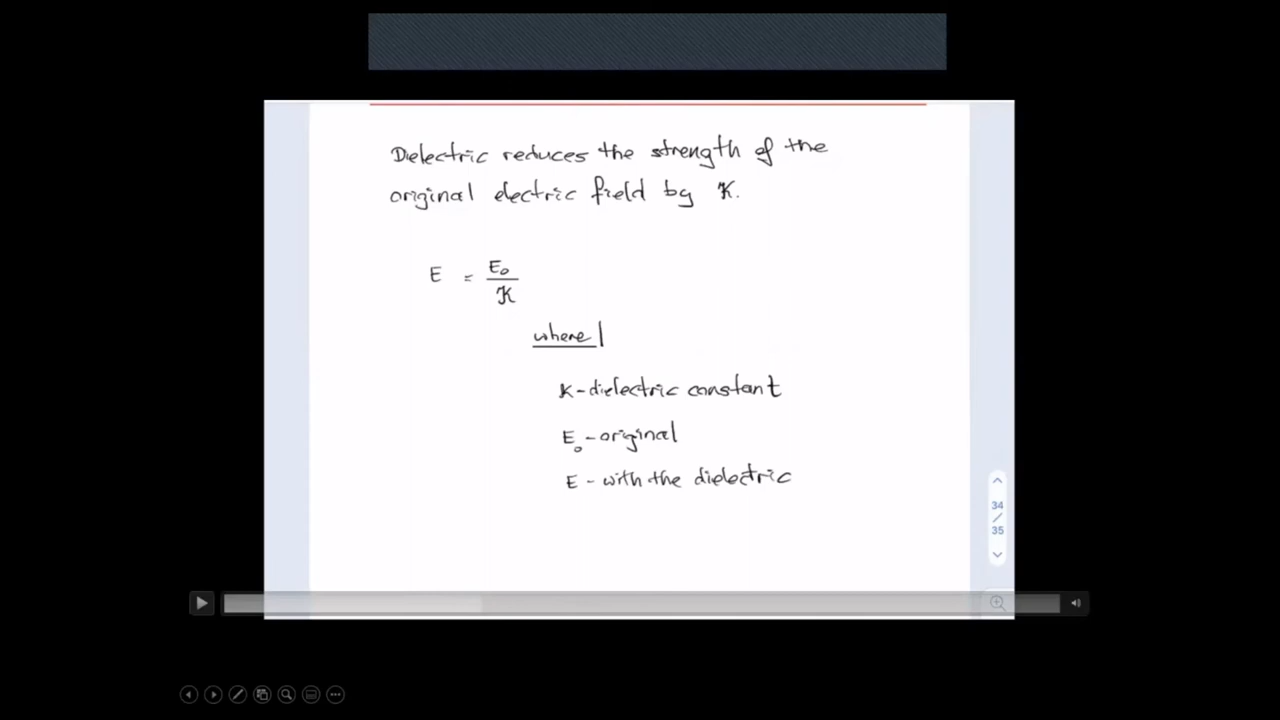 Dielectric reduces the strength of the
original electric field by K.
E = E₀/K
where
K - dielectric constant
E₀ - original
E - with the dielectric
34
/
35